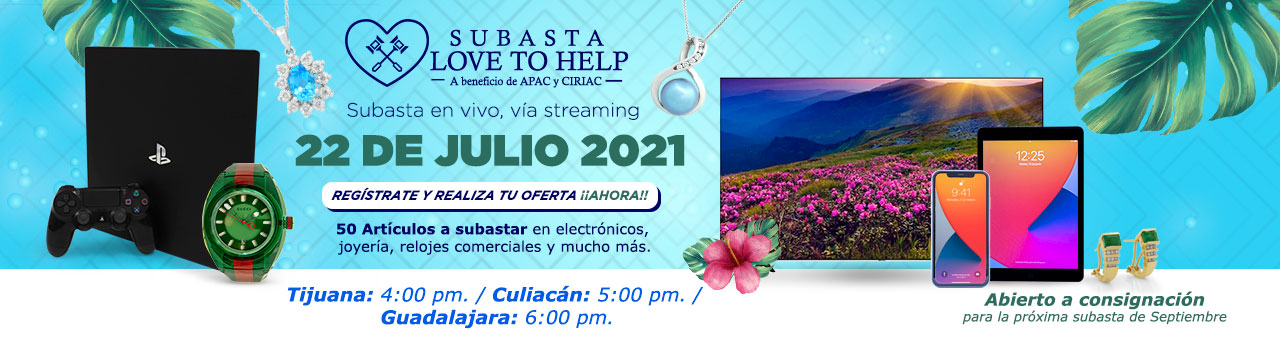 SUBASTA
LOVE TO HELP
A beneficio de APAC y CIRIAC
Subasta en vivo, vía streaming
22 DE JULIO 2021
REGÍSTRATE Y REALIZA TU OFERTA ¡¡AHORA!!
50 Artículos a subastar en electrónicos,
joyería, relojes comerciales y mucho más.
Tijuana: 4:00 pm. / Culiacán: 5:00 pm. /
Guadalajara: 6:00 pm.
GUCCI
9:41
12:25
Abierto a consignación
para la próxima subasta de Septiembre